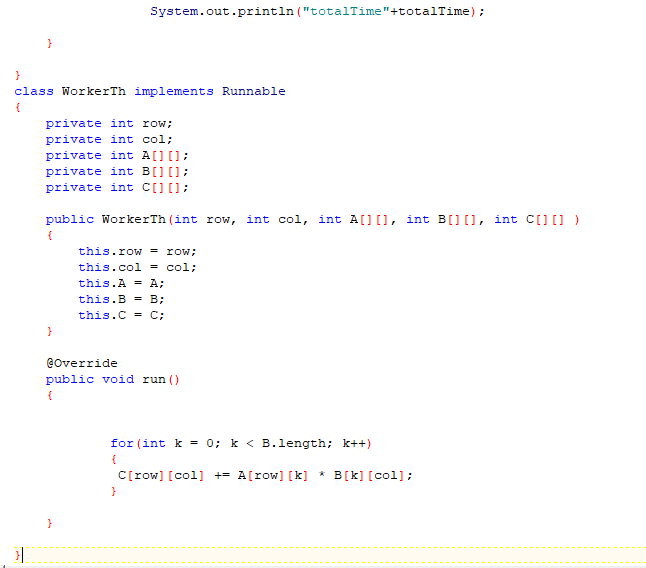 System.out.println("totalTime"+totalTime);
}
}
class WorkerTh implements Runnable
{
private int row;
private int col;
private int A[][];
private int B[][];
private int C[][];
public WorkerTh(int row, int col, int A[][], int B[][], int C[][] )
{
this.row = row;
this.col = col;
this.A = A;
this.B = B;
this.C = C;
}
@Override
public void run()
{
for(int k = 0; k < B.length; k++)
{
C[row][col] += A[row][k] * B[k][col];
}
}
}